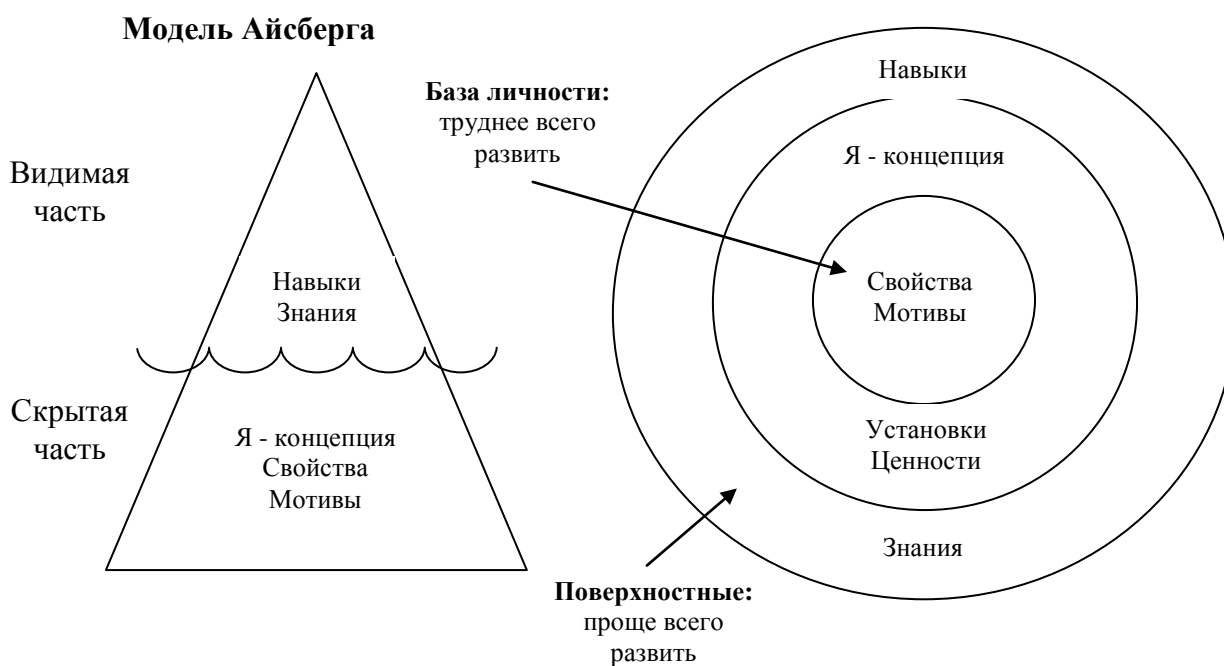 Модель Айсберга
Видимая
часть
Навыки
Знания
Скрытая
часть
Я - концепция
Свойства
Мотивы
База личности:
труднее всего
развить
Навыки
Я - концепция
Свойства
Мотивы
Установки
Ценности
Знания
Поверхностные:
проще всего
развить